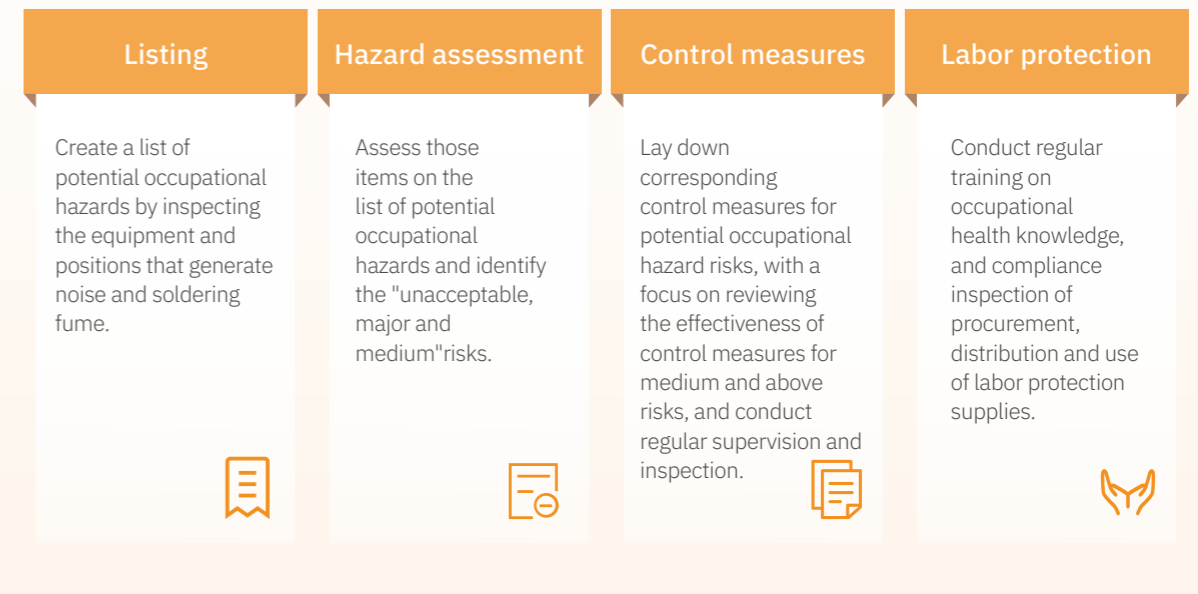 Listing
Create a list of
potential occupational
hazards by inspecting
the equipment and
positions that generate
noise and soldering
fume.
Hazard assessment
Assess those
items on the
list of potential
occupational
hazards and identify
the "unacceptable,
major and
medium"risks.
Control measures
Lay down
corresponding
control measures for
potential occupational
hazard risks, with a
focus on reviewing
the effectiveness of
control measures for
medium and above
risks, and conduct
regular supervision and
inspection.
Labor protection
Conduct regular
training on
occupational
health knowledge,
and compliance
inspection of
procurement,
distribution and use
of labor protection
supplies.